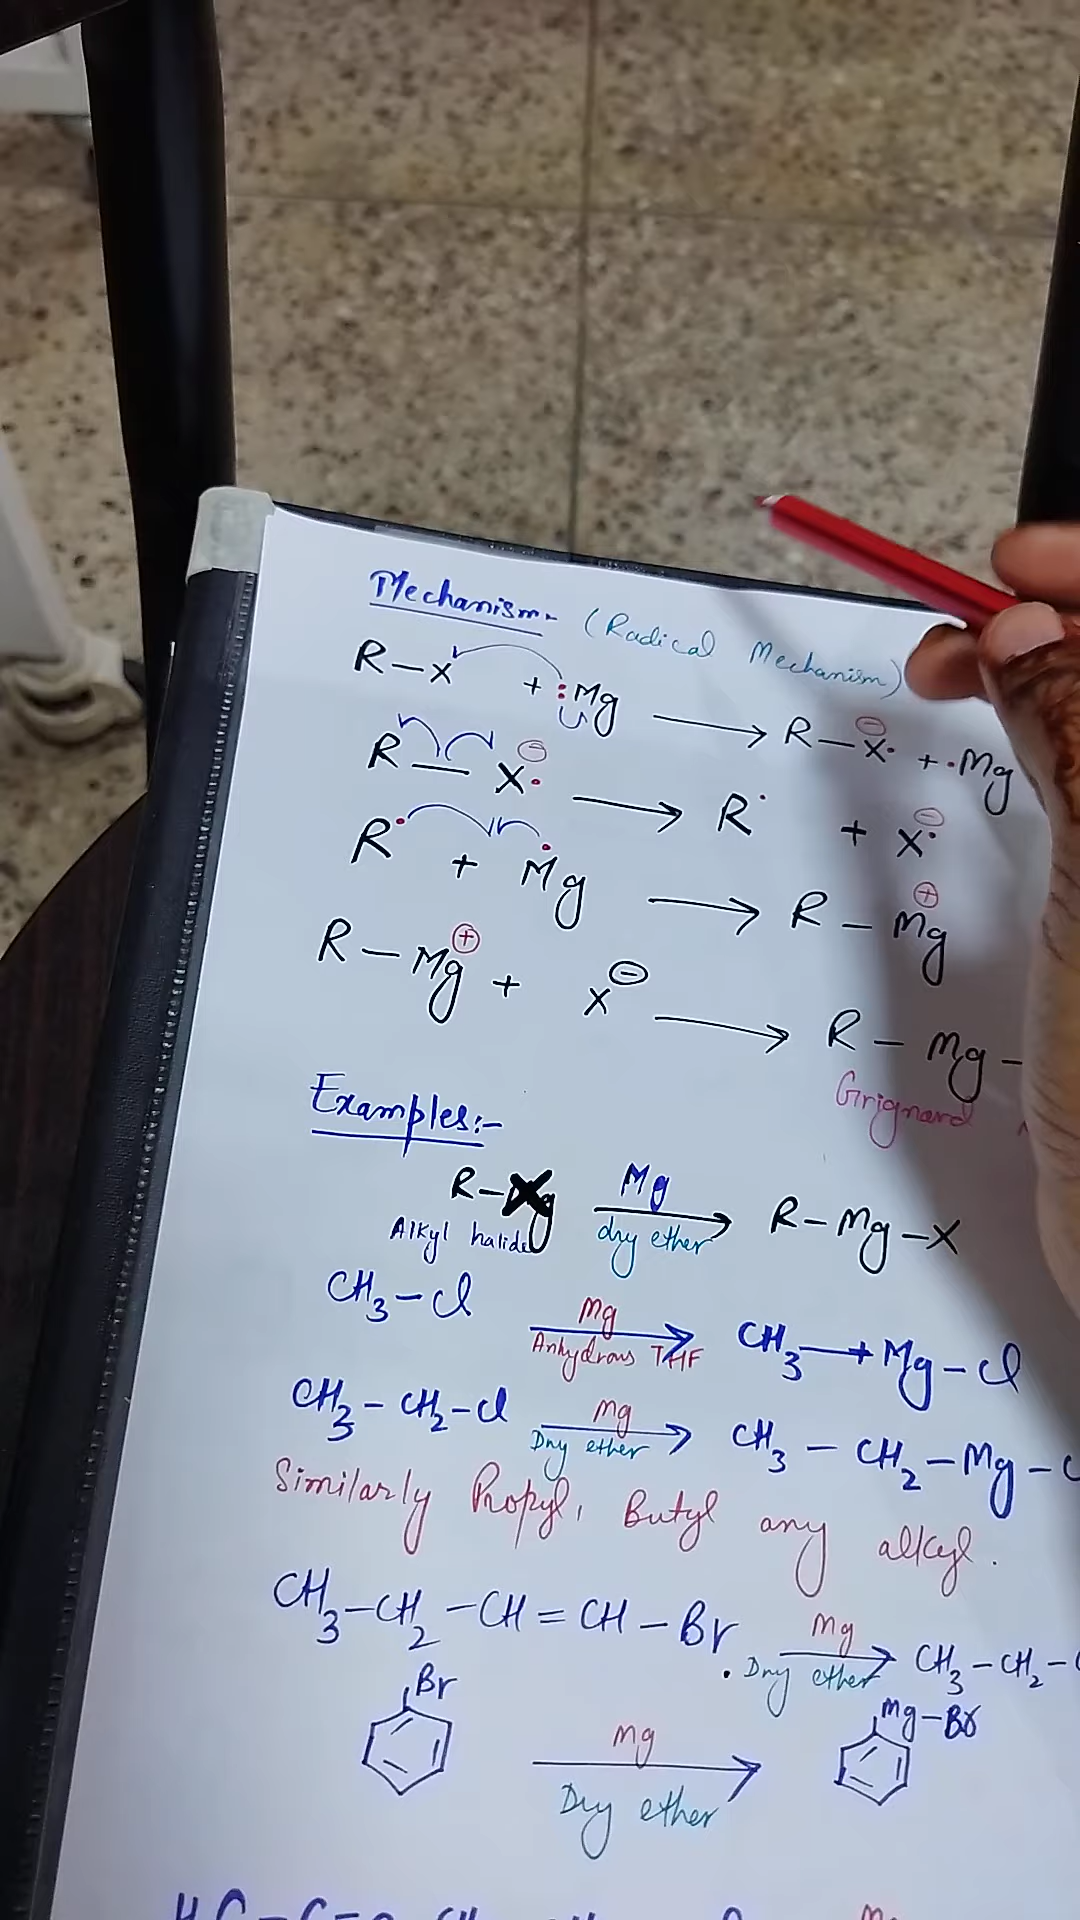 Mechanism:- (Radical Mechanism)
R—X + :Mg ⟶ R—X⊖· + ·Mg
R — X⊖· ⟶ R· + X⊖·
R· + Mg· ⟶ R — Mg⊕
R — Mg⊕ + X⊖ ⟶ R — Mg —
Grignard
Examples:-
R—X Mg ⟶ R—Mg—X
Alkyl halide dry ether
CH3—Cl Mg ⟶ CH3—Mg—Cl
Anhydrous THF
CH3—CH2—Cl Mg ⟶ CH3—CH2—Mg—
Dry ether
Similarly Propyl, Butyl any alkyl.
CH3—CH2—CH=CH—Br. Mg ⟶ CH3—CH2—
Dry ether
Br Mg ⟶ Mg—Br
Dry ether